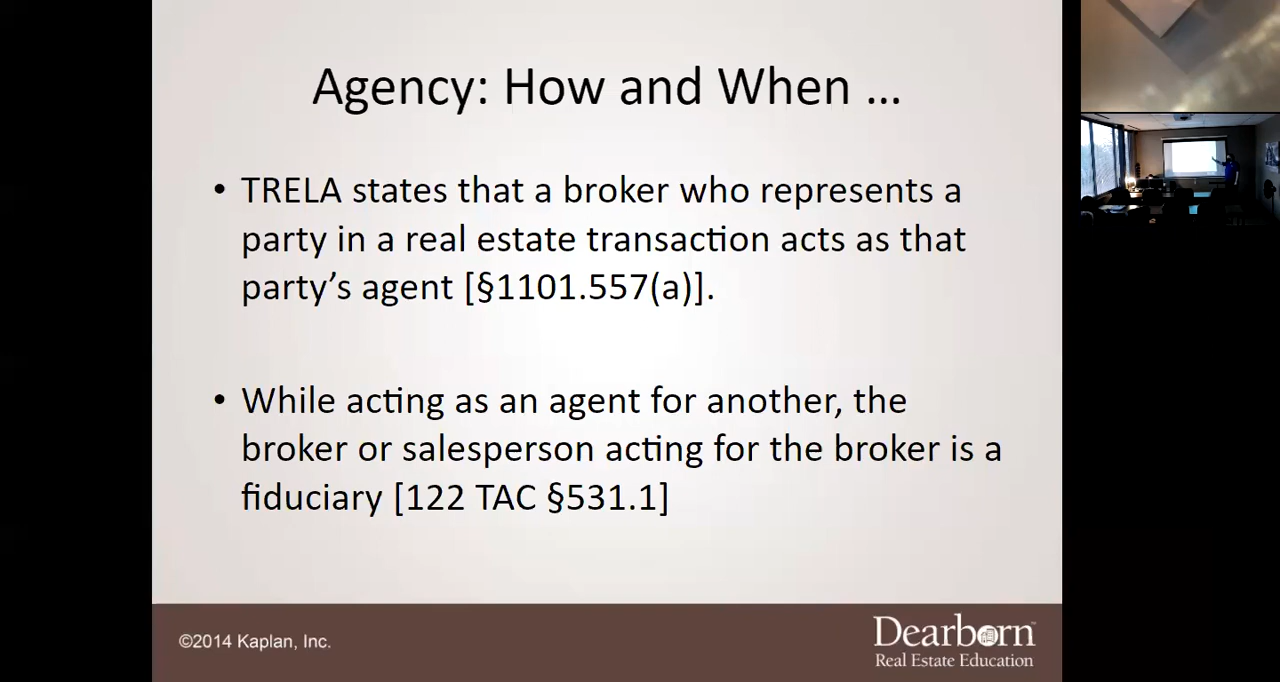 Agency: How and When ...
• TRELA states that a broker who represents a
party in a real estate transaction acts as that
party’s agent [§1101.557(a)].
• While acting as an agent for another, the
broker or salesperson acting for the broker is a
fiduciary [122 TAC §531.1]
©2014 Kaplan, Inc.
Dearborn™
Real Estate Education